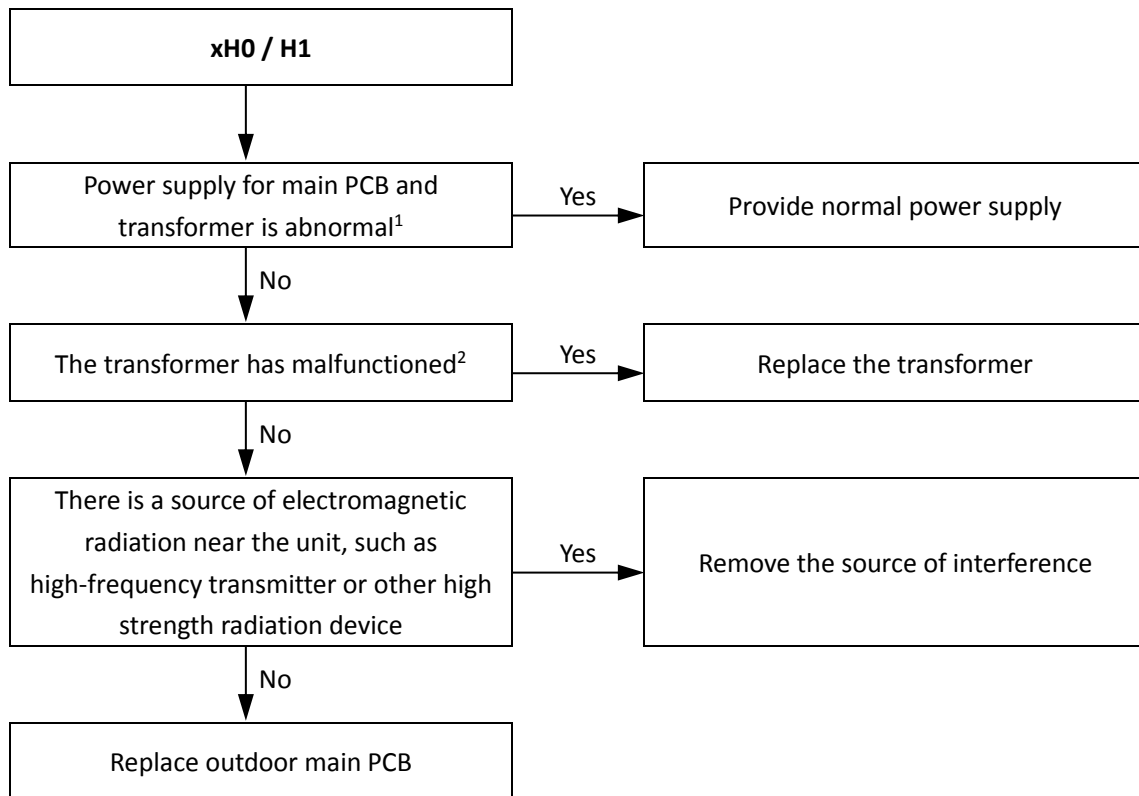 xH0 / H1
Power supply for main PCB and
transformer is abnormal¹
Yes
Provide normal power supply
No
The transformer has malfunctioned²
Yes
Replace the transformer
No
There is a source of electromagnetic
radiation near the unit, such as
high-frequency transmitter or other high
strength radiation device
Yes
Remove the source of interference
No
Replace outdoor main PCB